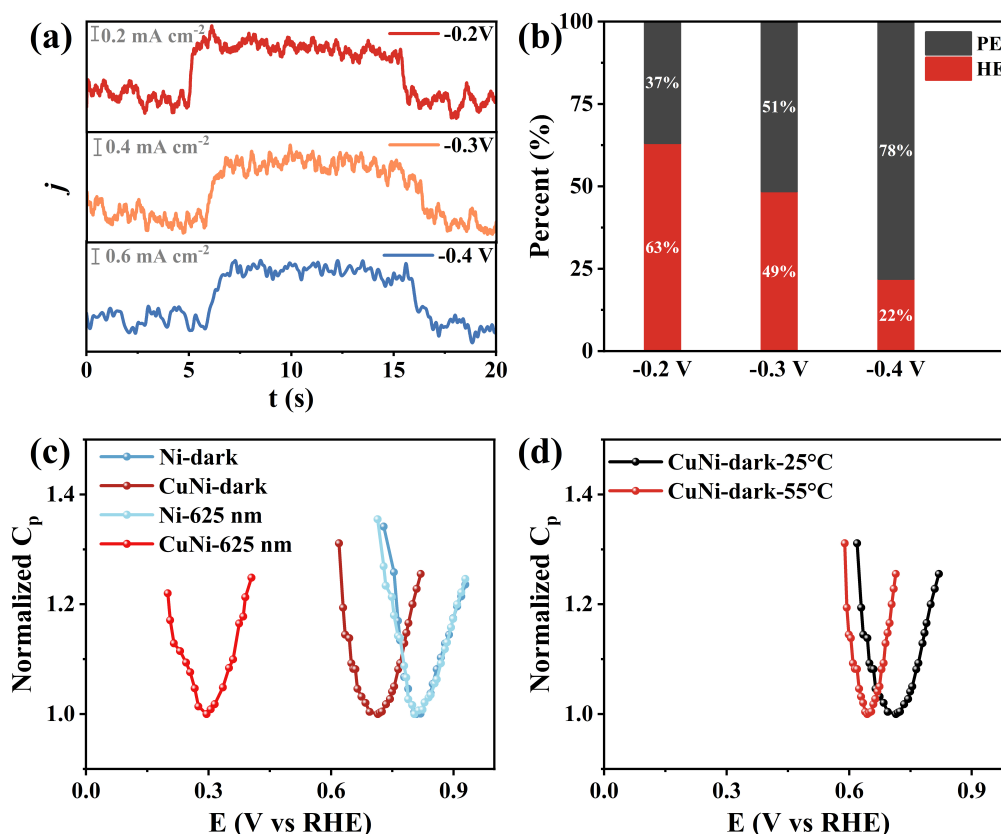 (a)
0.2 mA cm⁻²
-0.2V
0.4 mA cm⁻²
-0.3V
0.6 mA cm⁻²
-0.4 V
j
0 5 10 15 20
t (s)
(b)
PE
HE
100
75
50
25
0
Percent (%)
37%
63%
51%
49%
78%
22%
-0.2 V -0.3 V -0.4 V
(c)
Ni-dark
CuNi-dark
Ni-625 nm
CuNi-625 nm
1.4
1.2
1.0
Normalized Cₚ
0.0 0.3 0.6 0.9
E (V vs RHE)
(d)
CuNi-dark-25°C
CuNi-dark-55°C
1.4
1.2
1.0
Normalized Cₚ
0.0 0.3 0.6 0.9
E (V vs RHE)